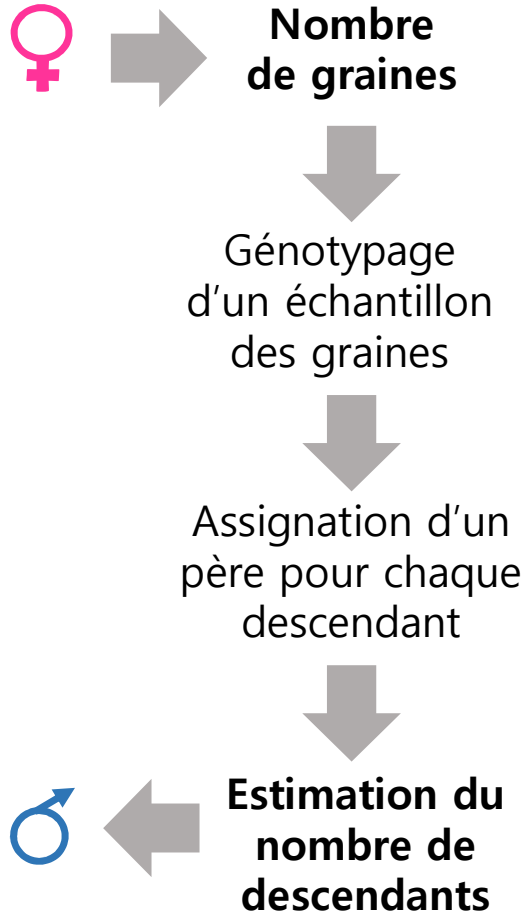 Nombre
de graines
Génotypage
d’un échantillon
des graines
Assignation d’un
père pour chaque
descendant
Estimation du
nombre de
descendants